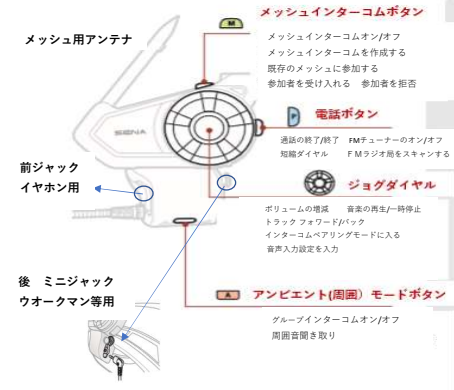 メッシュインターコムボタン
M
メッシュインターコムオン/オフ
メッシュインターコムを作成する
既存のメッシュに参加する
参加者を受け入れる 参加者を拒否
メッシュ用アンテナ
電話ボタン
通話の終了/終了 FMチューナーのオン/オフ
短縮ダイヤル FMラジオ局をスキャンする
SENA
ジョグダイヤル
前ジャック
イヤホン用
ボリュームの増減 音楽の再生/一時停止
トラック フォワード/バック
インターコムペアリングモードに入る
音声入力設定を入力
後 ミニジャック
ウオークマン等用
アンビエント(周囲）モードボタン
グループインターコムオン/オフ
周囲音聞き取り